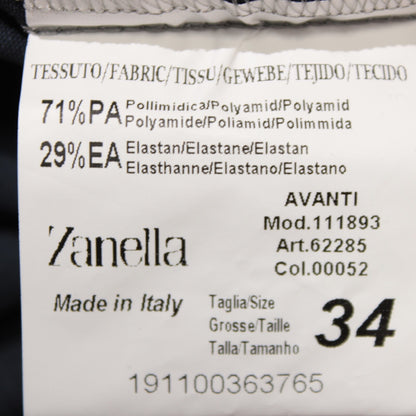 TESSUTO/FABRIC/TISSU/GEWEBE/TEJIDO/TECIDO
71%PA Pollimidica/Polyamid/Polyamid
Polyamide/Poliamid/Polimmida
29%EA Elastan/Elastane/Elastan
Elasthanne/Elastano/Elastano
AVANTI
Mod.111893
Art.62285
Col.00052
Zanella
Made in Italy
Taglia/Size
Grosse/Taille
Talla/Tamanho
34
191100363765